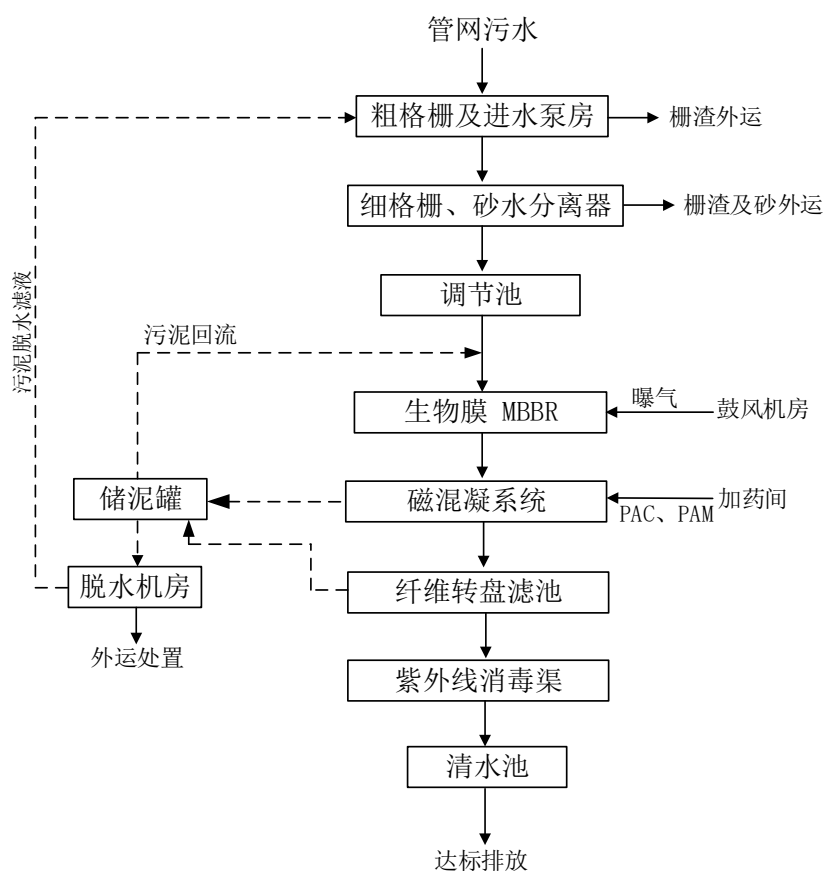 管网污水
粗格栅及进水泵房
栅渣外运
细格栅、砂水分离器
栅渣及砂外运
调节池
污泥脱水滤液
污泥回流
生物膜 MBBR
曝气
鼓风机房
储泥罐
磁混凝系统
PAC、PAM
加药间
脱水机房
纤维转盘滤池
外运处置
紫外线消毒渠
清水池
达标排放